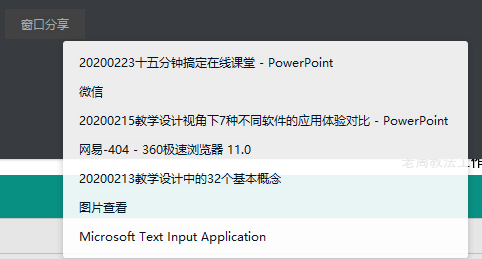 窗口分享
20200223十五分钟搞定在线课堂 - PowerPoint
微信
20200215教学设计视角下7种不同软件的应用体验对比 - PowerPoint
网易-404 - 360极速浏览器 11.0
20200213教学设计中的32个基本概念
图片查看
Microsoft Text Input Application